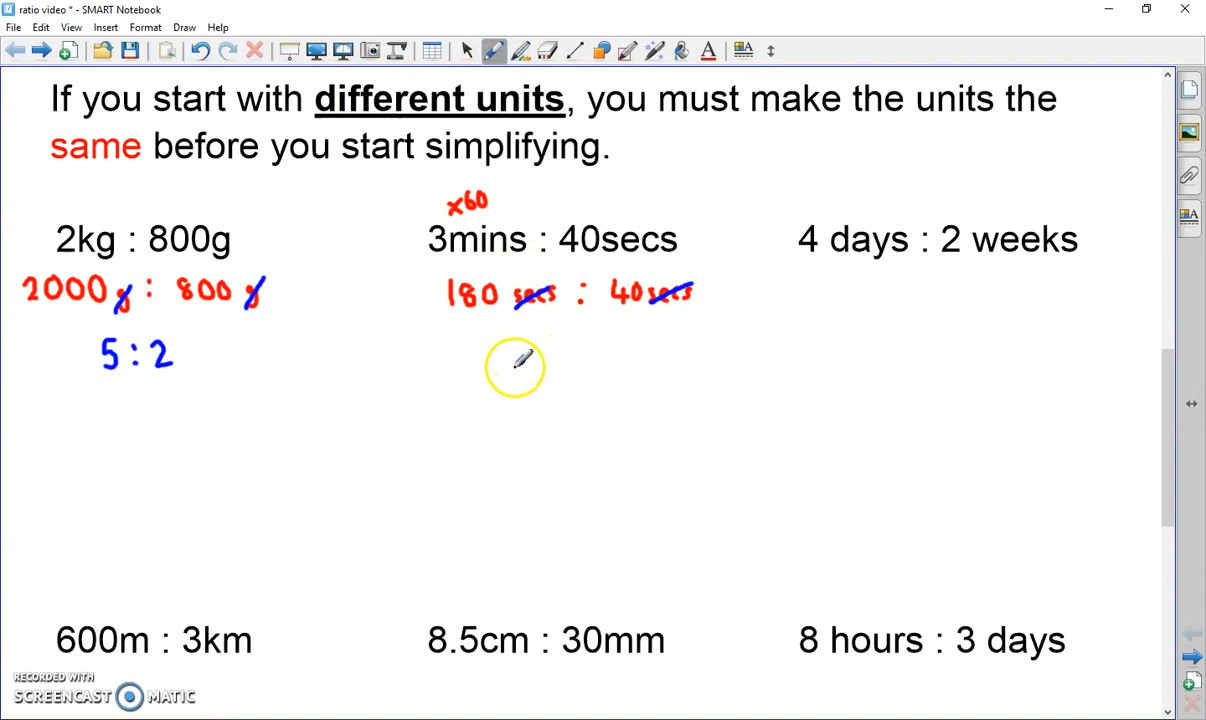 ratio video * - SMART Notebook
File Edit View Insert Format Draw Help
If you start with different units, you must make the units the
same before you start simplifying.
x60
2kg : 800g 3mins : 40secs 4 days : 2 weeks
2000 g : 800 g 180 secs : 40 secs
5 : 2
600m : 3km 8.5cm : 30mm 8 hours : 3 days
RECORDED WITH
SCREENCAST MATIC